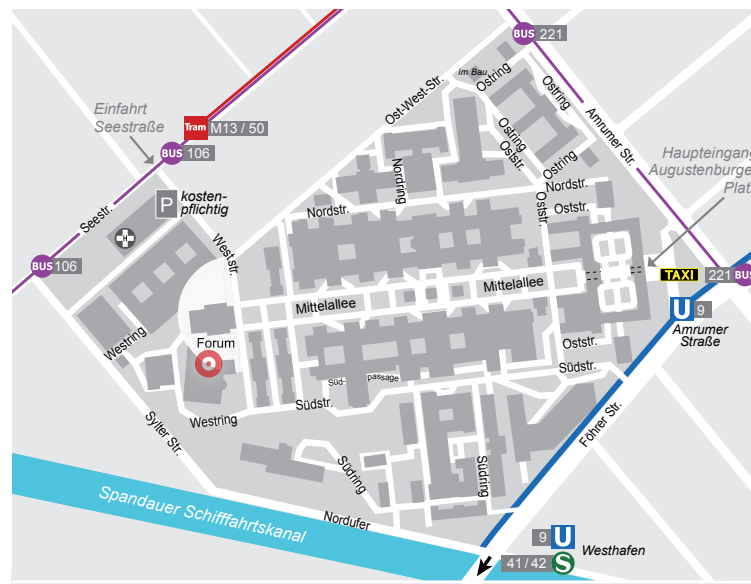 BUS 221
im Bau
Ostring
Ostring
Ost-West-Str.
Amrumer Str.
Einfahrt
Seestraße
Tram M13 / 50
BUS 106
Ostring
Oststr.
Ostring
Haupteingang
Augustenburger
Platz
Nordring
Nordstr.
P kosten-
pflichtig
Seestr.
Nordstr.
Oststr.
Oststr.
Weststr.
H
BUS 106
TAXI
221 BUS
Mittelallee
Mittelallee
U 9
Amrumer
Straße
Westring
Forum
Oststr.
Südstr.
Süd-
passage
Südstr.
Westring
Sylter Str.
Föhrer Str.
Südring
Südring
Spandauer Schifffahrtskanal
Nordufer
9 U
Westhafen
41 / 42 S